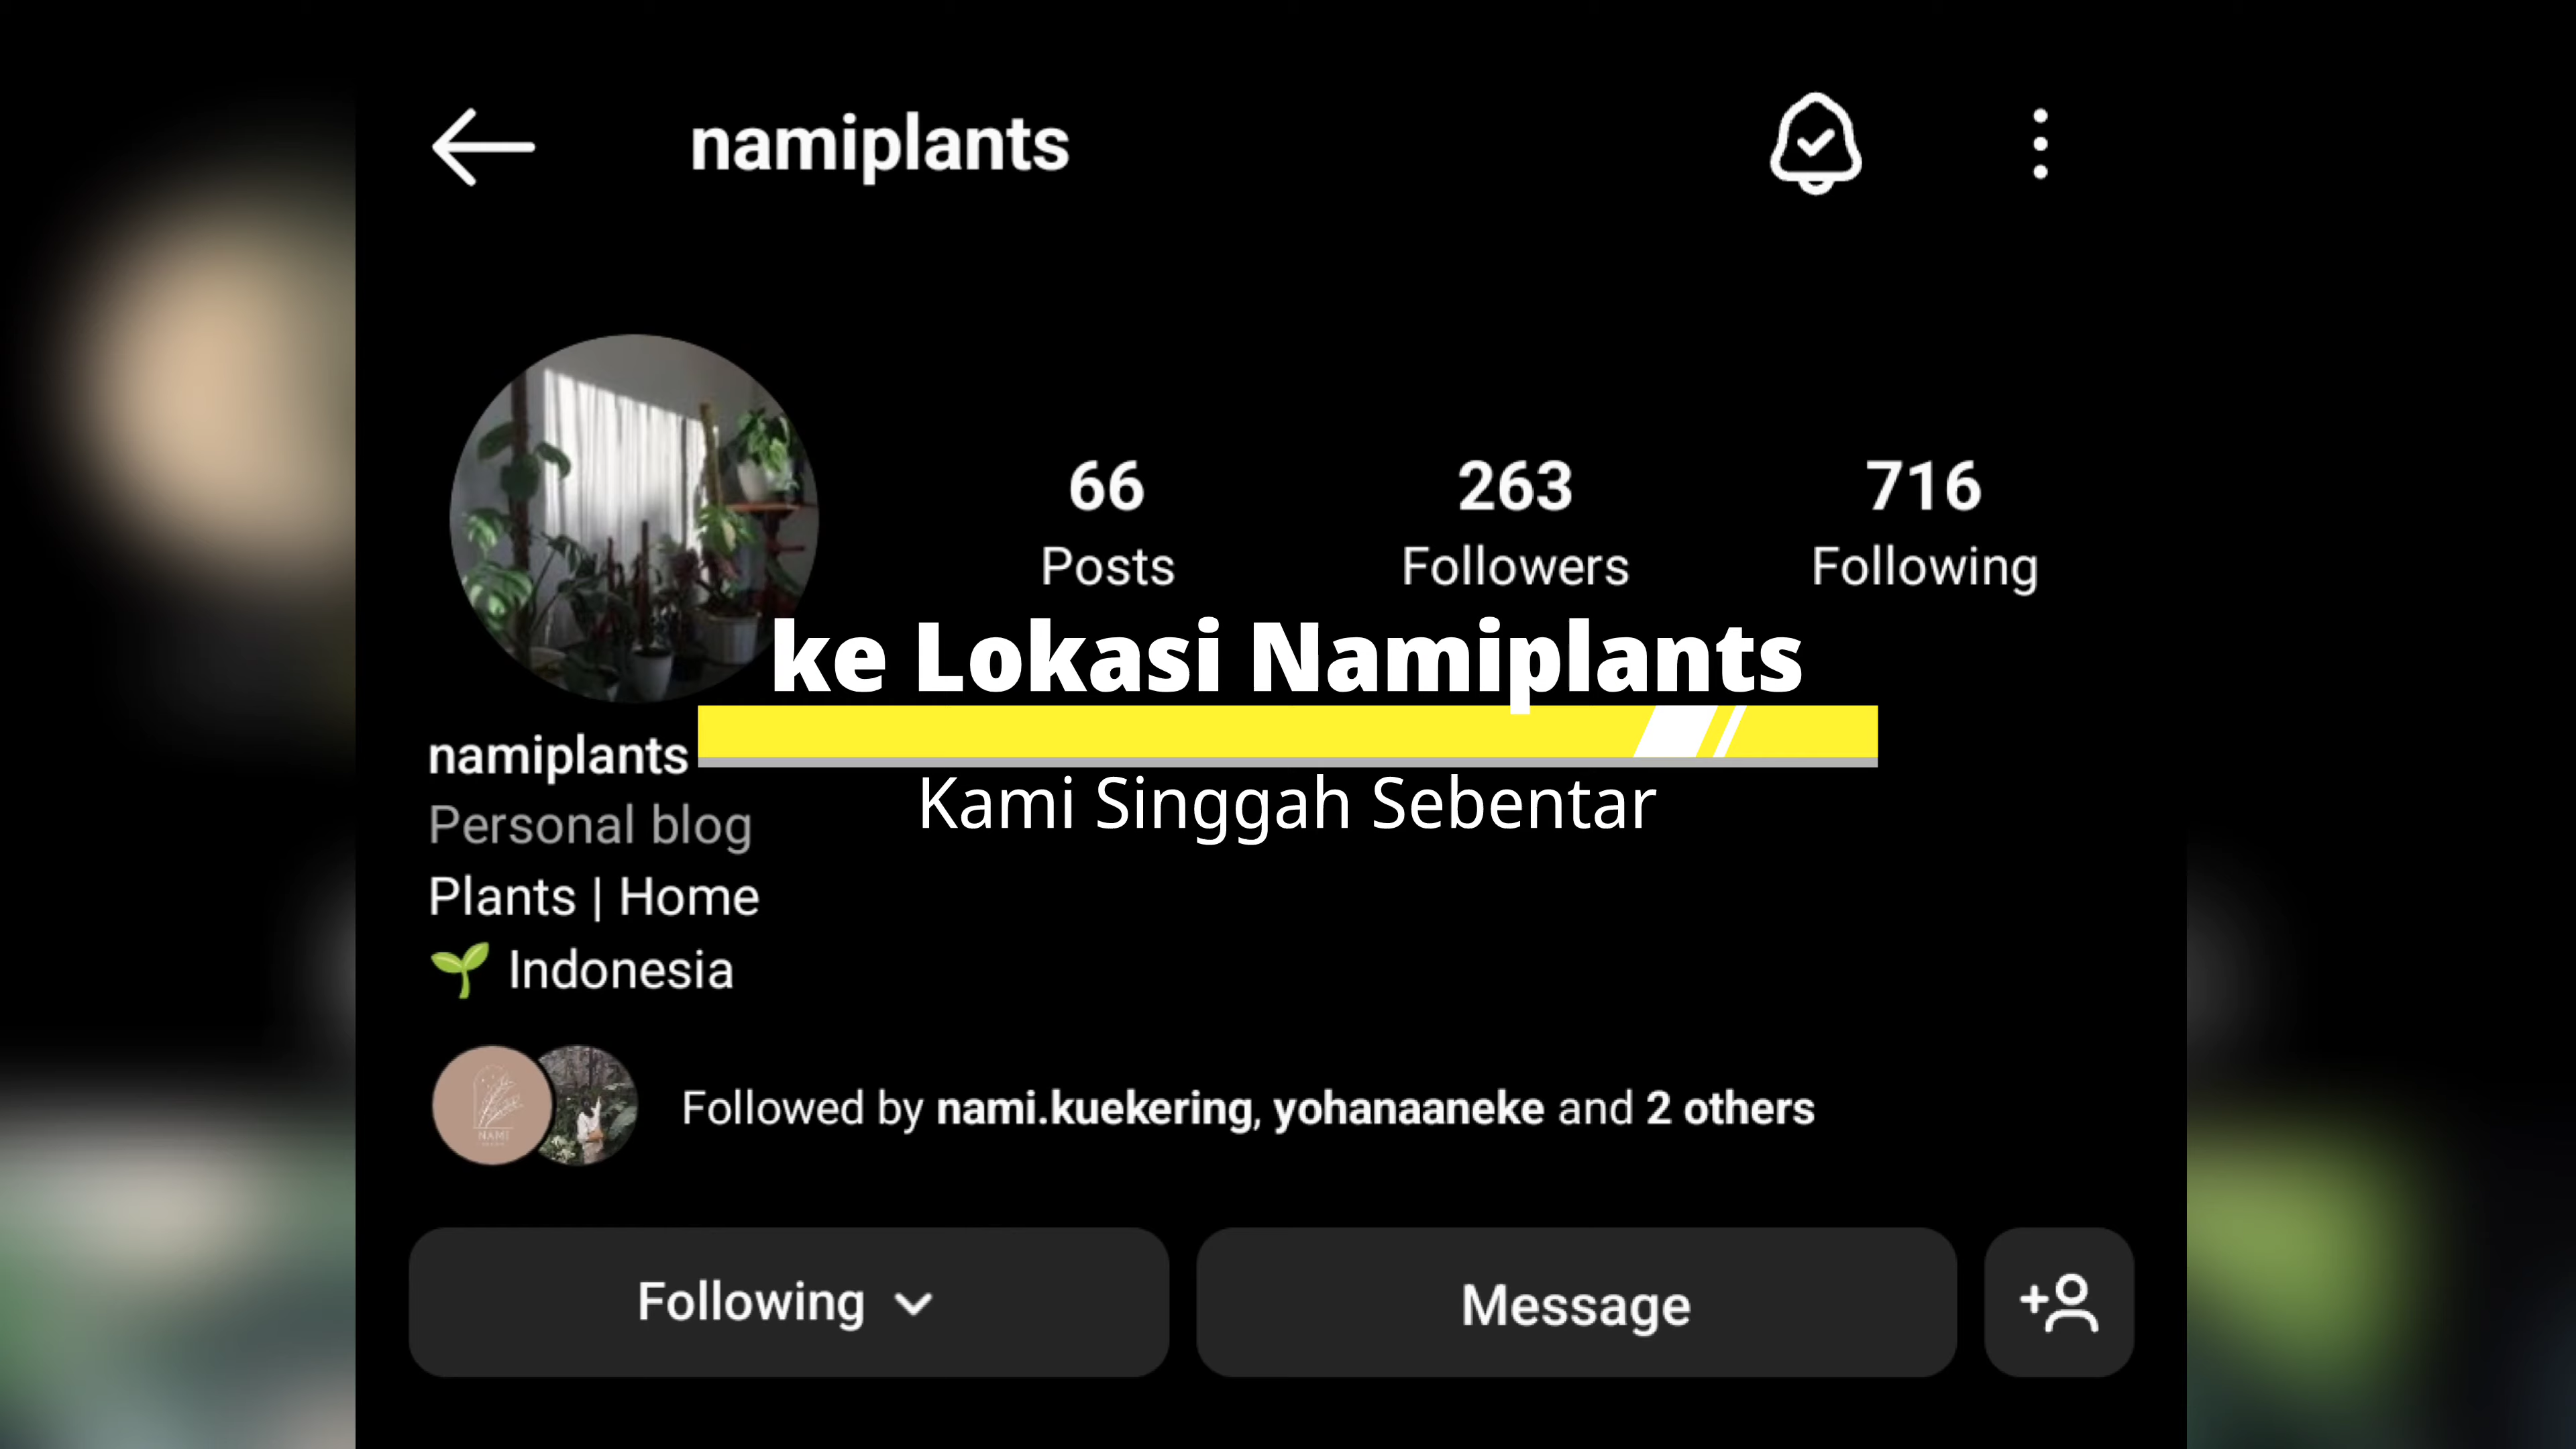 namiplants
66
263
716
Posts
Followers
Following
ke Lokasi Namiplants
namiplants
Kami Singgah Sebentar
Personal blog
Plants | Home
Indonesia
NAMI
Followed by nami.kuekering, yohanaaneke and 2 others
Following
Message